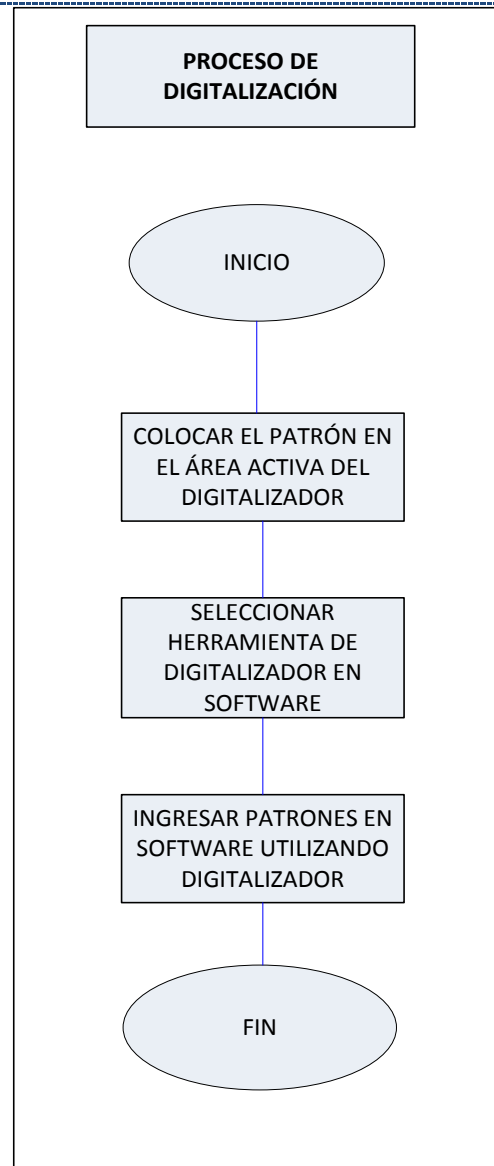 PROCESO DE
DIGITALIZACIÓN
INICIO
COLOCAR EL PATRÓN EN
EL ÁREA ACTIVA DEL
DIGITALIZADOR
SELECCIONAR
HERRAMIENTA DE
DIGITALIZADOR EN
SOFTWARE
INGRESAR PATRONES EN
SOFTWARE UTILIZANDO
DIGITALIZADOR
FIN